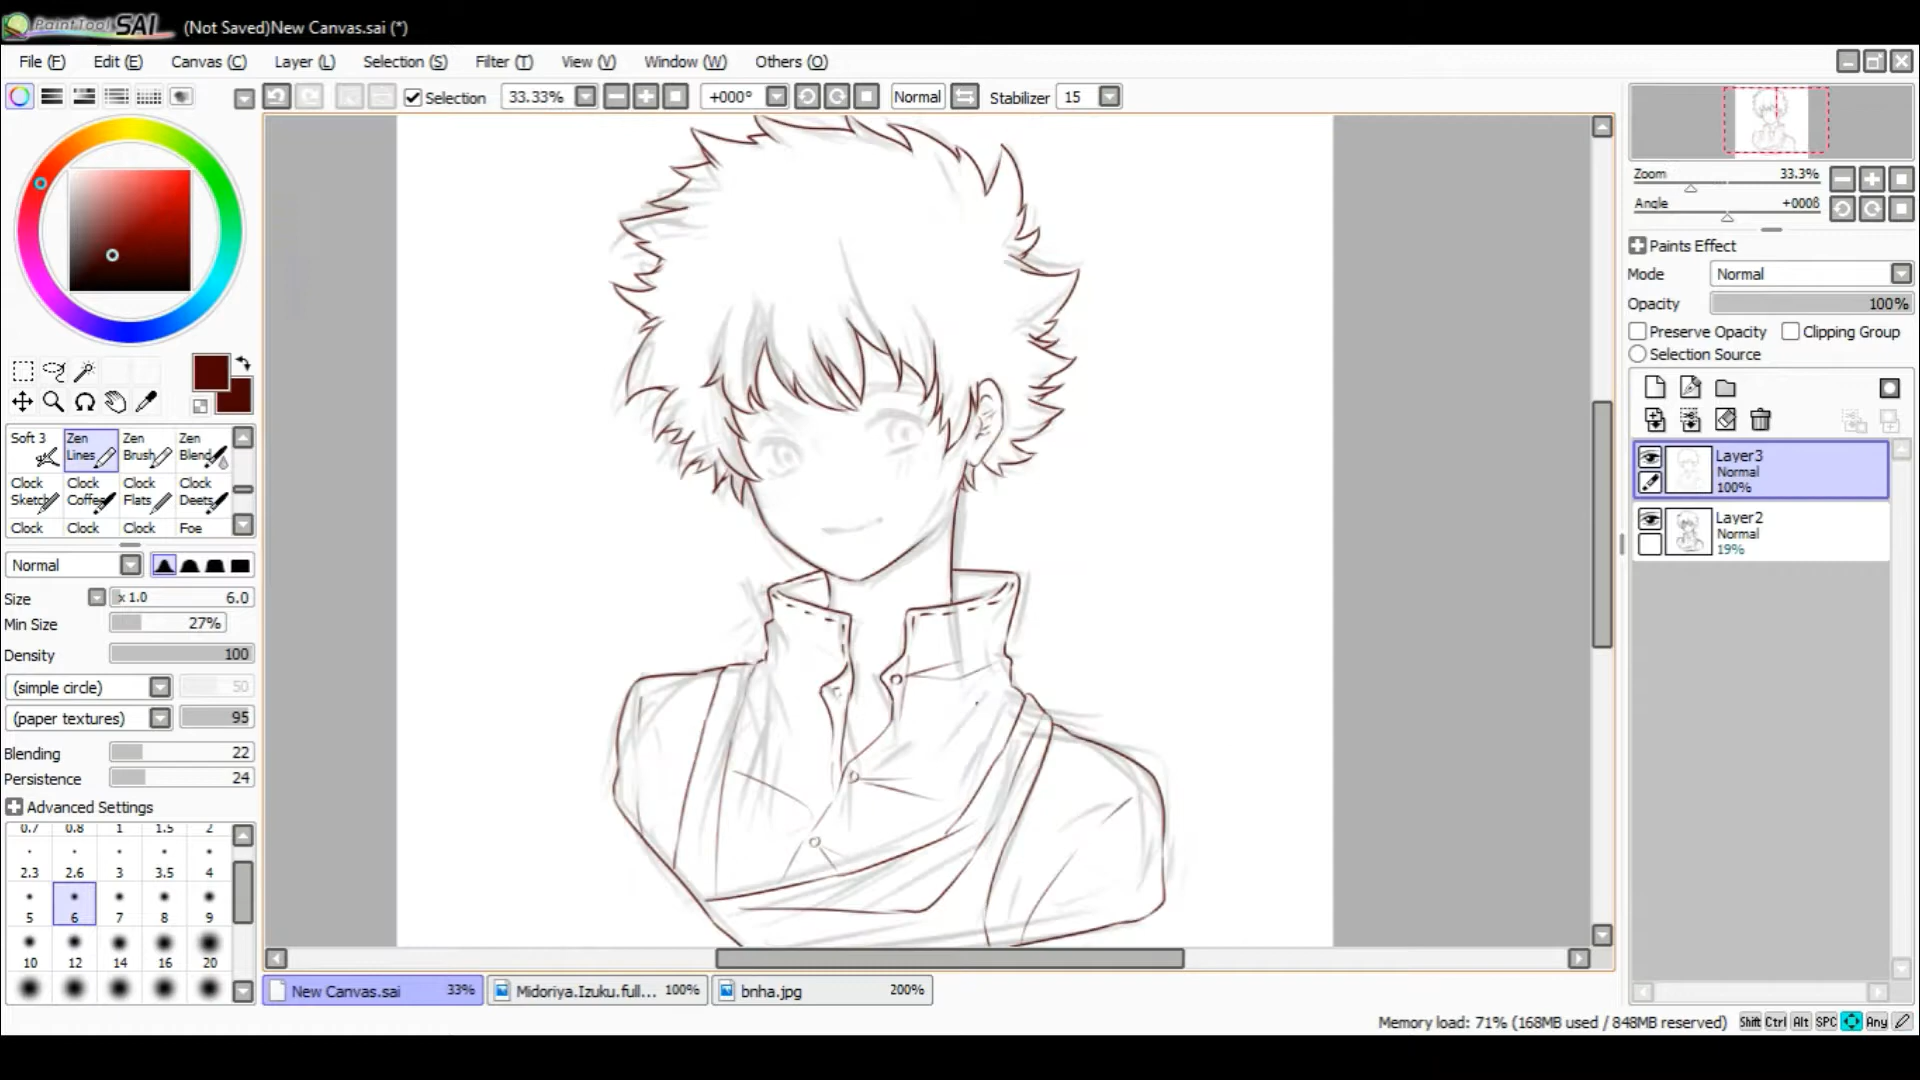 PaintTool SAI (Not Saved)New Canvas.sai (*)
File (F) Edit (E) Canvas (C) Layer (L) Selection (S) Filter (T) View (V) Window (W) Others (O)
Selection 33.33% +000° Normal Stabilizer 15
Zoom 33.3%
Angle +0008
Paints Effect
Mode Normal
Opacity 100%
Preserve Opacity Clipping Group
Selection Source
Soft 3 Zen Lines Zen Brush Zen Blend
Clock Sketch Clock Coffee Clock Flats Clock Deets
Clock Clock Clock Foe
Layer3
Normal
100%
Layer2
Normal
19%
Normal
Size x 1.0 6.0
Min Size 27%
Density 100
(simple circle) 50
(paper textures) 95
Blending 22
Persistence 24
Advanced Settings
0.7 0.8 1 1.5 2
2.3 2.6 3 3.5 4
5 6 7 8 9
10 12 14 16 20
New Canvas.sai 33% Midoriya.Izuku.full... 100% bnha.jpg 200%
Memory load: 71% (168MB used / 848MB reserved) Shift Ctrl Alt SPC Any